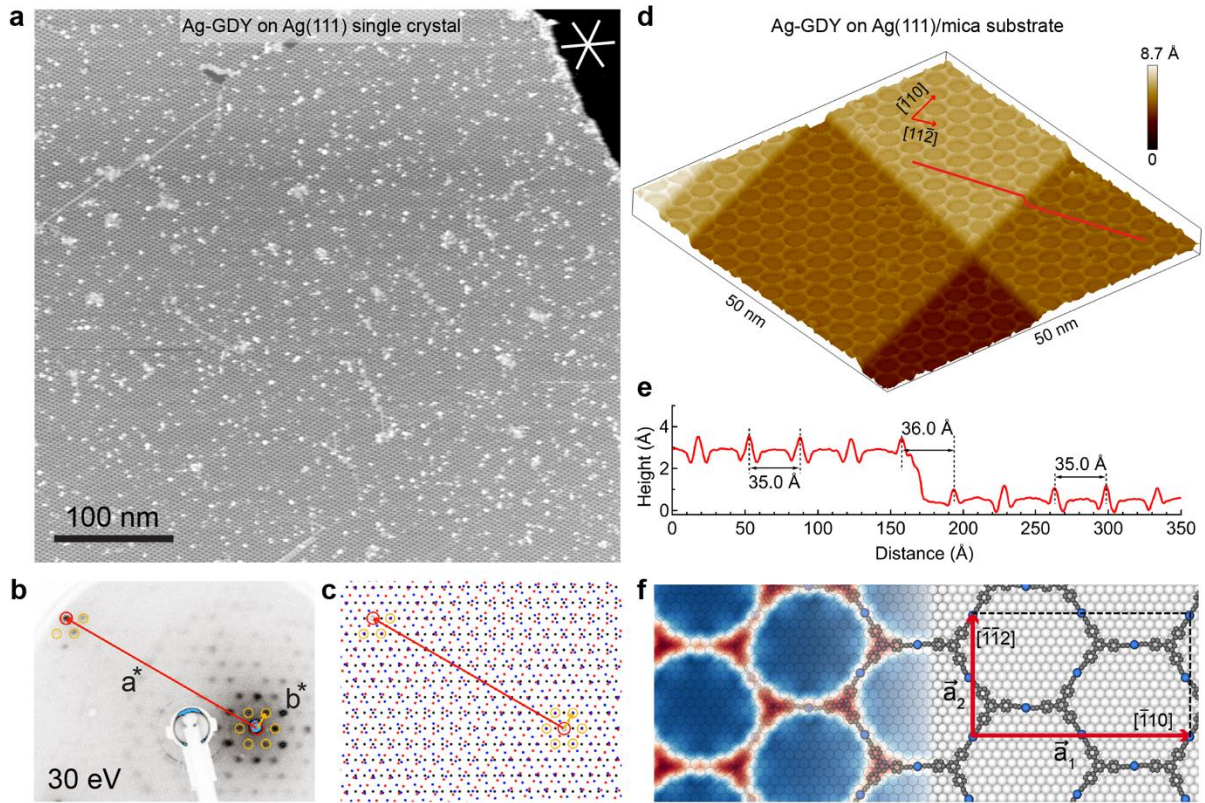 a
Ag-GDY on Ag(111) single crystal
100 nm
b
a*
b*
30 eV
c
d
Ag-GDY on Ag(111)/mica substrate
8.7 Å
0
[1̅10]
[112̅]
50 nm
50 nm
e
Height (Å)
4
2
0
36.0 Å
35.0 Å
35.0 Å
0 50 100 150 200 250 300 350
Distance (Å)
f
[1̅1̅2]
a⃗₂
[1̅10]
a⃗₁